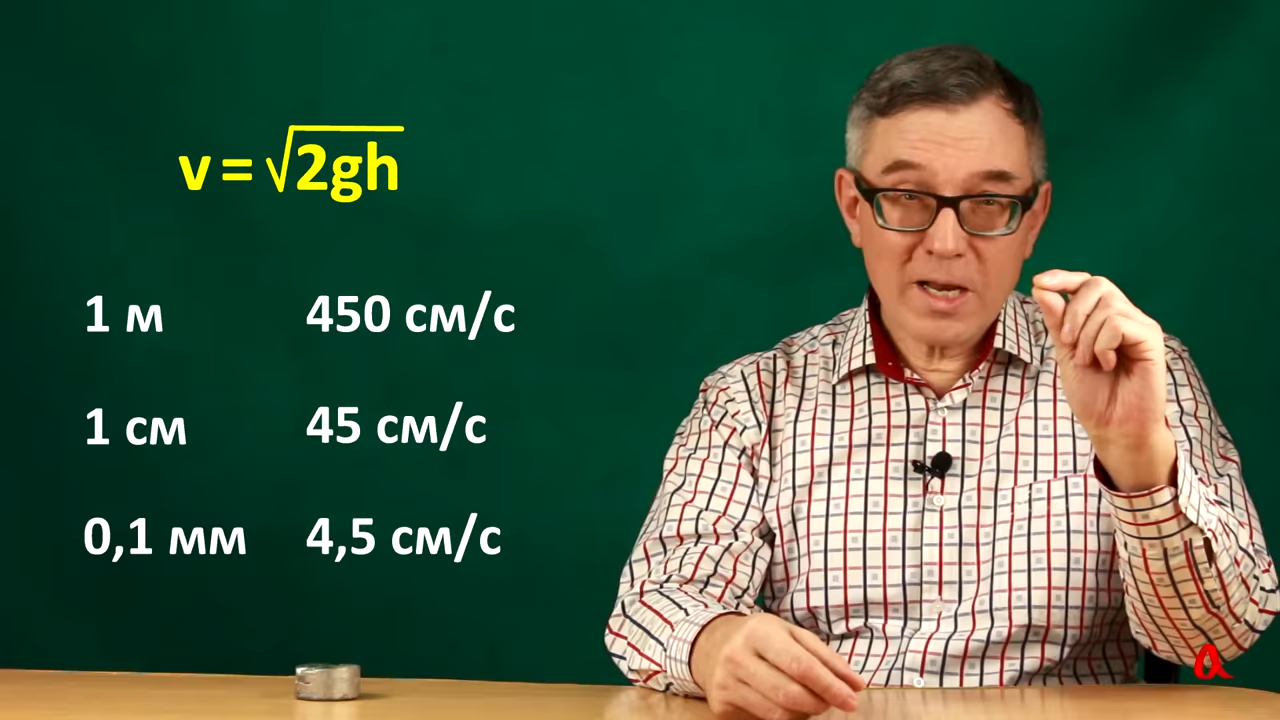 v = √2gh
1 м 450 см/с
1 см 45 см/с
0,1 мм 4,5 см/с
a